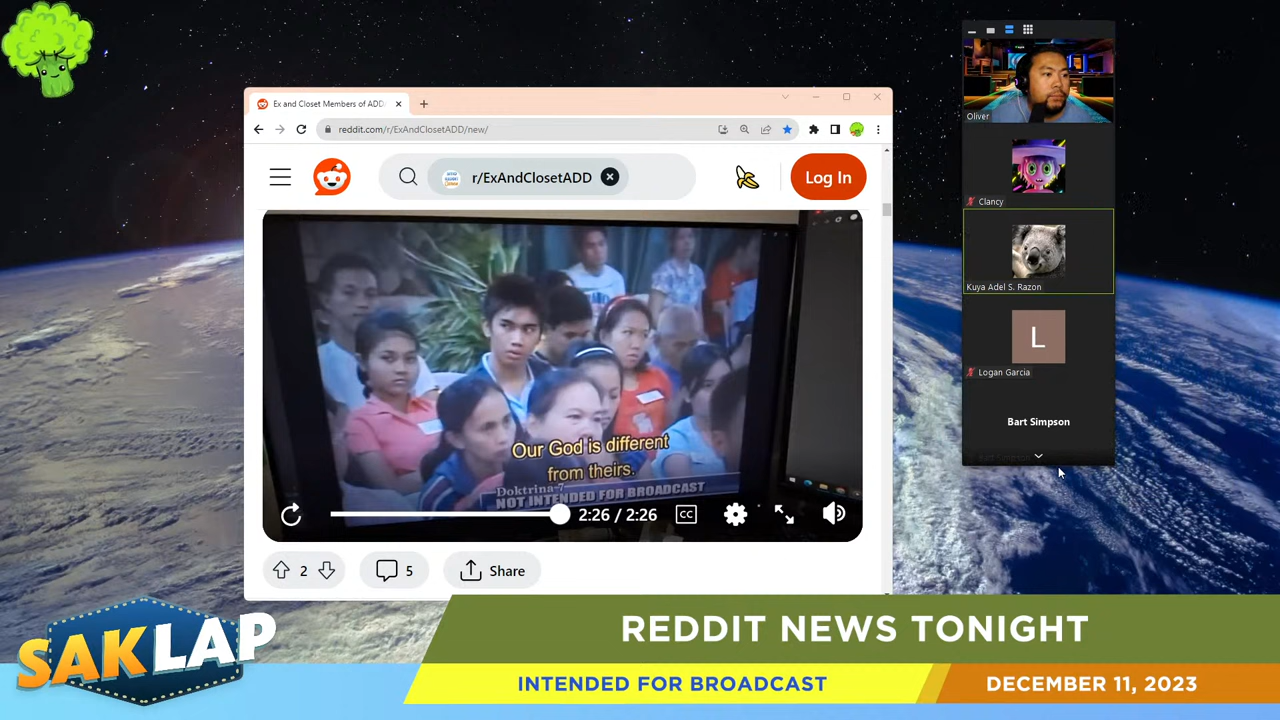 Ex and Closet Members of ADD
reddit.com/r/ExAndClosetADD/new/
r/ExAndClosetADD
Log In
Our God is different
from theirs.
Doktrina-7
NOT INTENDED FOR BROADCAST
2:26 / 2:26
CC
2
5
Share
Oliver
Clancy
Kuya Adel S. Razon
L
Logan Garcia
Bart Simpson
SAKLAP
REDDIT NEWS TONIGHT
INTENDED FOR BROADCAST
DECEMBER 11, 2023